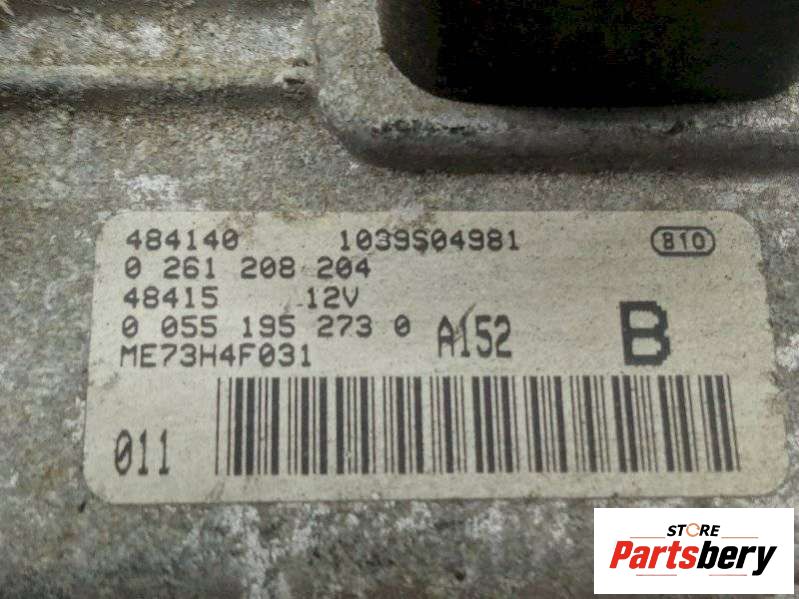 484140 1039S04981 810
0 261 208 204
48415 12V
0 055 195 273 0 A152 B
ME73H4F031
011
STORE
Partsbery